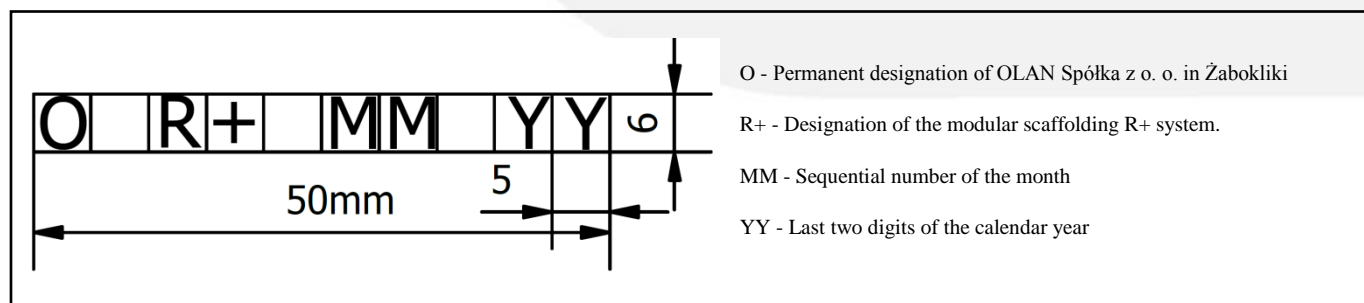 O R+ MM YY
6
5
50mm
O - Permanent designation of OLAN Spółka z o. o. in Żabokliki
R+ - Designation of the modular scaffolding R+ system.
MM - Sequential number of the month
YY - Last two digits of the calendar year